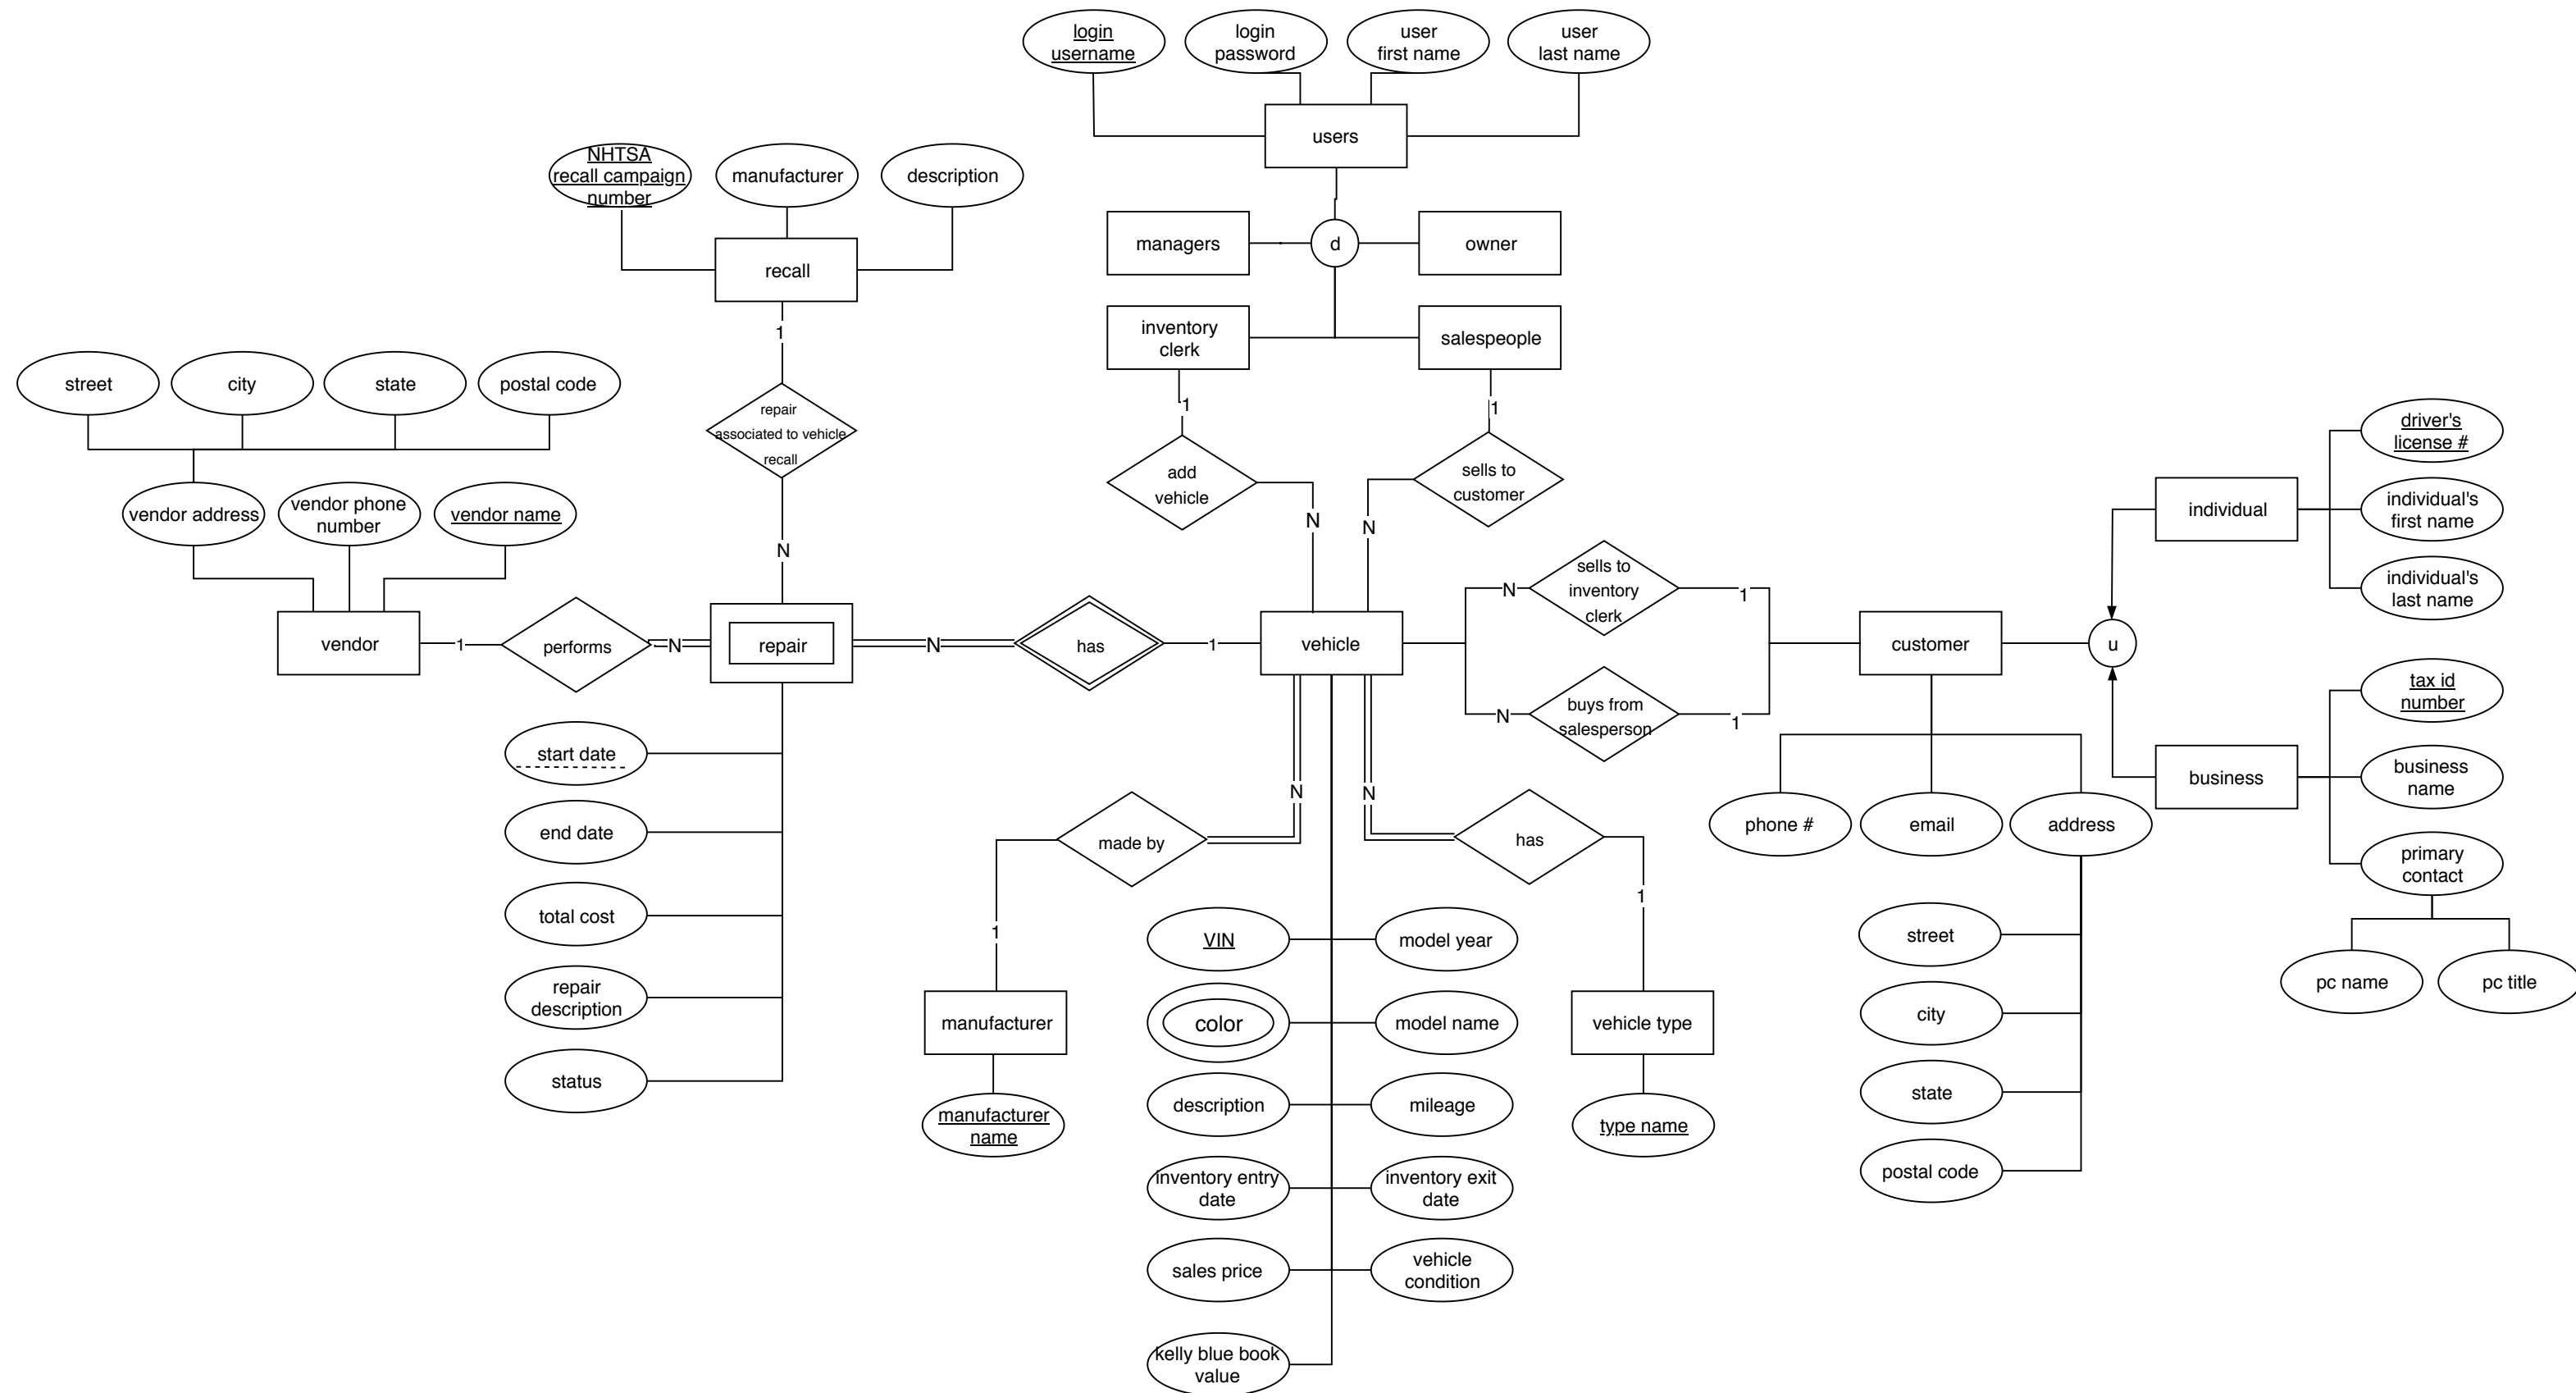 login
username
login
password
user
first name
user
last name
users
NHTSA
recall campaign
number
manufacturer
description
recall
managers
d
owner
inventory
clerk
salespeople
1
1
1
street
city
state
postal code
repair
associated to vehicle
recall
add
vehicle
sells to
customer
driver's
license #
individual
individual's
first name
individual's
last name
vendor address
vendor phone
number
vendor name
N
N
N
sells to
inventory
clerk
N
1
vendor
1
performs
N
repair
N
has
1
vehicle
customer
u
buys from
salesperson
N
1
tax id
number
business
business
name
primary
contact
pc name
pc title
start date
end date
total cost
repair
description
status
N
N
made by
has
1
1
phone #
email
address
street
city
state
postal code
manufacturer
manufacturer
name
vehicle type
type name
VIN
model year
color
model name
description
mileage
inventory entry
date
inventory exit
date
sales price
vehicle
condition
kelly blue book
value